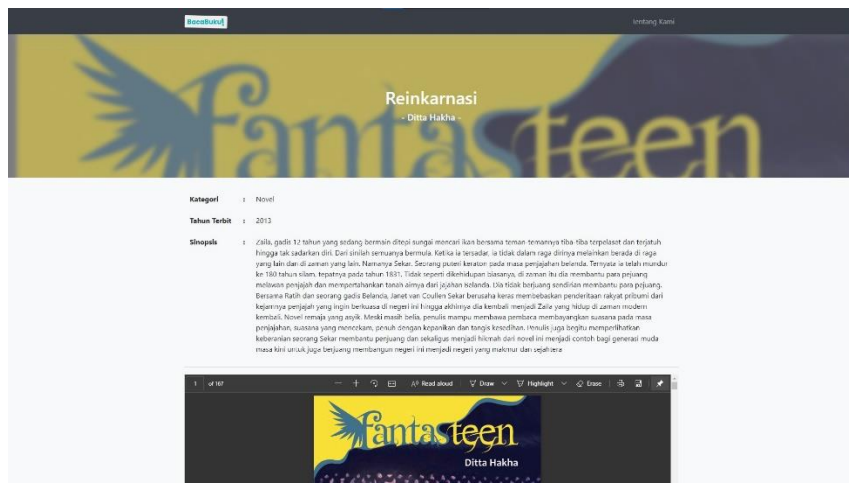 BacaBuku
Tentang Kami
fantasteen
Reinkarnasi
- Ditta Hakha -
Kategori : Novel
Tahun Terbit : 2013
Sinopsis : Zaila, gadis 12 tahun yang sedang bermain ditepi sungai mencari ikan bersama teman-temannya tiba-tiba terpeleset dan terjatuh
hingga tak sadarkan diri. Dari sinilah semuanya bermula. Ketika ia tersadar, ia tidak dalam raga dirinya melainkan berada di raga
yang lain dan di zaman yang lain. Namanya Sekar. Seorang puteri keraton pada masa penjajahan belanda. Ternyata ia telah mundur
ke 180 tahun silam, tepatnya pada tahun 1831. Tidak seperti dikehidupan biasanya, di zaman itu dia membantu para pejuang
melawan penjajah dan mempertahankan tanah airnya dari jajahan Belanda. Dia tidak berjuang sendirian membantu para pejuang.
Bersama Ratih dan seorang gadis Belanda, Janet van Coullen Sekar berusaha keras membebaskan penderitaan rakyat pribumi dari
kejamnya penjajah yang ingin berkuasa di negeri ini hingga akhirnya dia kembali menjadi Zaila yang hidup di zaman modern
kembali. Novel remaja yang asyik. Meski masih belia, penulis mampu membawa pembaca membayangkan suasana pada masa
penjajahan, suasana yang mencekam, penuh dengan kepanikan dan tangis kesedihan. Penulis juga begitu memperlihatkan
keberanian seorang Sekar membantu penjuang dan sekaligus menjadi hikmah dari novel ini menjadi contoh bagi generasi muda
masa kini untuk juga berjuang membangun negeri ini menjadi negeri yang makmur dan sejahtera
1 of 167
Read aloud
Draw
Highlight
Erase
fantasteen
Ditta Hakha